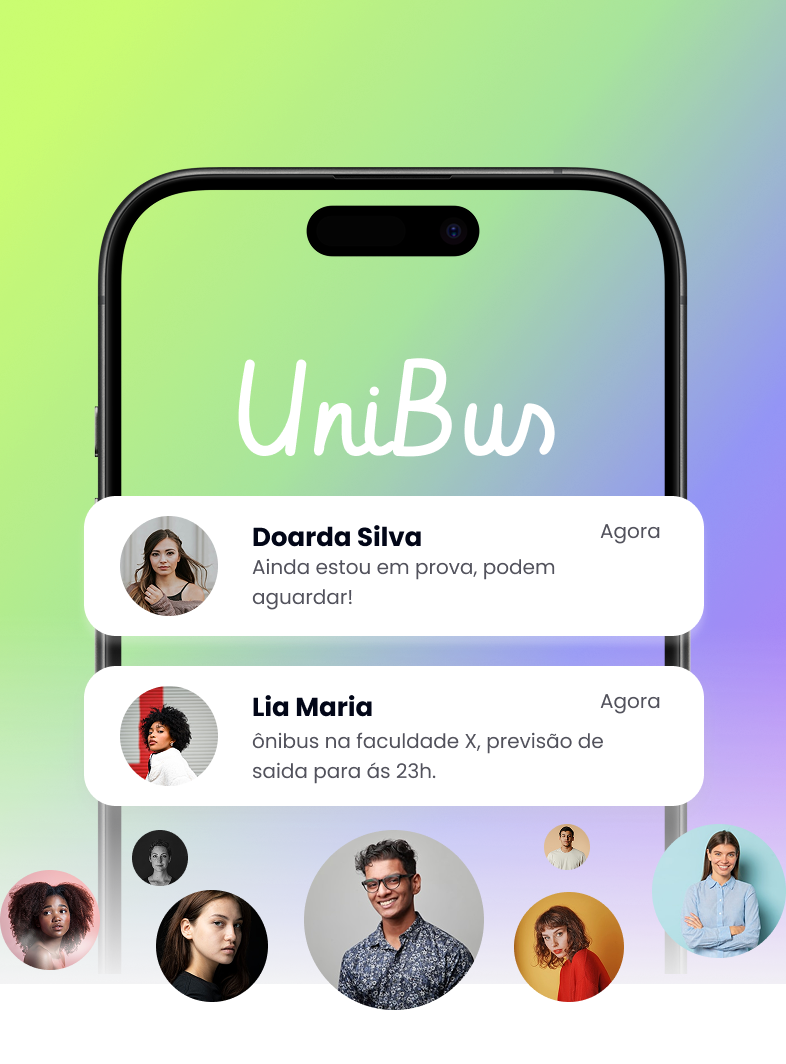 UniBus
Doarda Silva
Agora
Ainda estou em prova, podem
aguardar!
Lia Maria
Agora
ônibus na faculdade X, previsão de
saida para ás 23h.